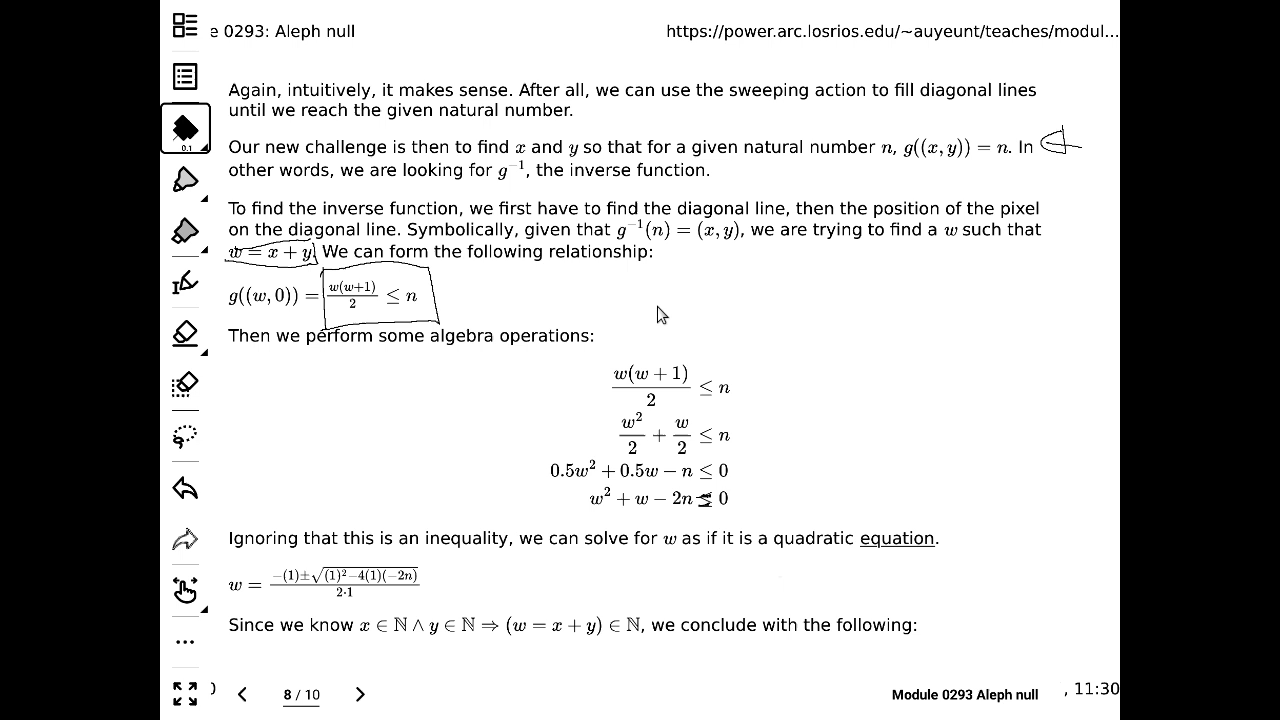 e 0293: Aleph null
https://power.arc.losrios.edu/~auyeunt/teaches/modul...
Again, intuitively, it makes sense. After all, we can use the sweeping action to fill diagonal lines
until we reach the given natural number.
Our new challenge is then to find x and y so that for a given natural number n, g((x, y)) = n. In
other words, we are looking for g⁻¹, the inverse function.
To find the inverse function, we first have to find the diagonal line, then the position of the pixel
on the diagonal line. Symbolically, given that g⁻¹(n) = (x, y), we are trying to find a w such that
w = x + y. We can form the following relationship:
g((w, 0)) = w(w+1)/2 ≤ n
Then we perform some algebra operations:
w(w + 1)/2 ≤ n
w²/2 + w/2 ≤ n
0.5w² + 0.5w − n ≤ 0
w² + w − 2n ≤ 0
Ignoring that this is an inequality, we can solve for w as if it is a quadratic equation.
w = −(1)±√(1)²−4(1)(−2n)/2·1
Since we know x ∈ ℕ ∧ y ∈ ℕ ⇒ (w = x + y) ∈ ℕ, we conclude with the following:
0.1
8 / 10
Module 0293 Aleph null
, 11:30